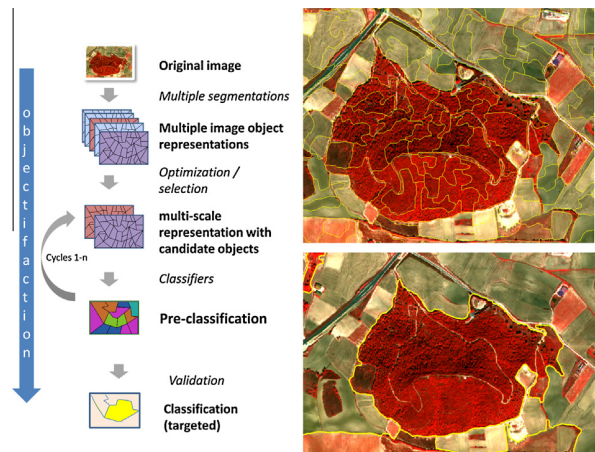 objectifaction
Original image
Multiple segmentations
Multiple image object
representations
Optimization /
selection
multi-scale
representation with
candidate objects
Cycles 1-n
Classifiers
Pre-classification
Validation
Classification
(targeted)